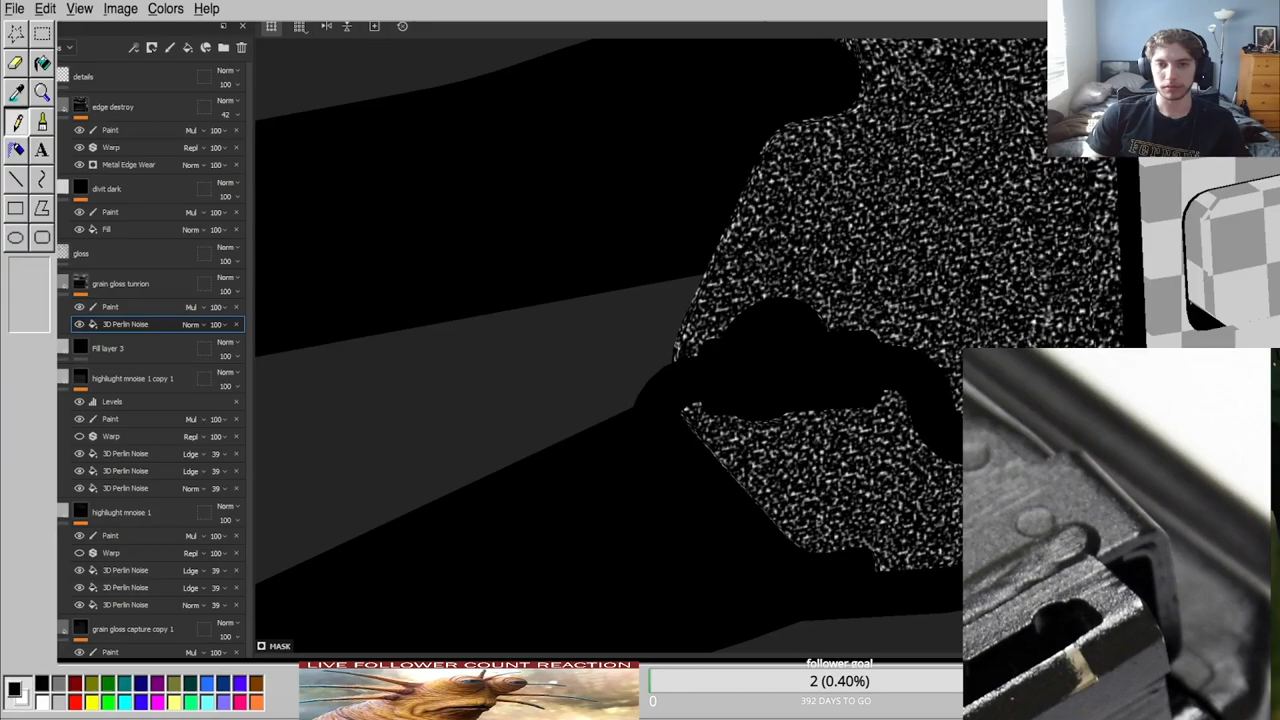 File Edit View Image Colors Help
details Norm
100
edge destroy Norm
42
Paint Mul 100
Warp Repl 100
Metal Edge Wear Norm 100
divit dark Norm
100
Paint Mul 100
Fill Norm 100
gloss Norm
100
grain gloss tunrion Norm
100
Paint Mul 100
3D Perlin Noise Norm 100
Fill layer 3 Norm
100
highliught mnoise 1 copy 1 Norm
100
Levels
Paint Mul 100
Warp Repl 100
3D Perlin Noise Ldge 39
3D Perlin Noise Ldge 39
3D Perlin Noise Norm 39
highliught mnoise 1 Norm
100
Paint Mul 100
Warp Repl 100
3D Perlin Noise Ldge 39
3D Perlin Noise Ldge 39
3D Perlin Noise Norm 39
grain gloss capture copy 1 Norm
100
Paint Mul 100
MASK
LIVE FOLLOWER COUNT REACTION
follower goal
2 (0.40%)
0
392 DAYS TO GO